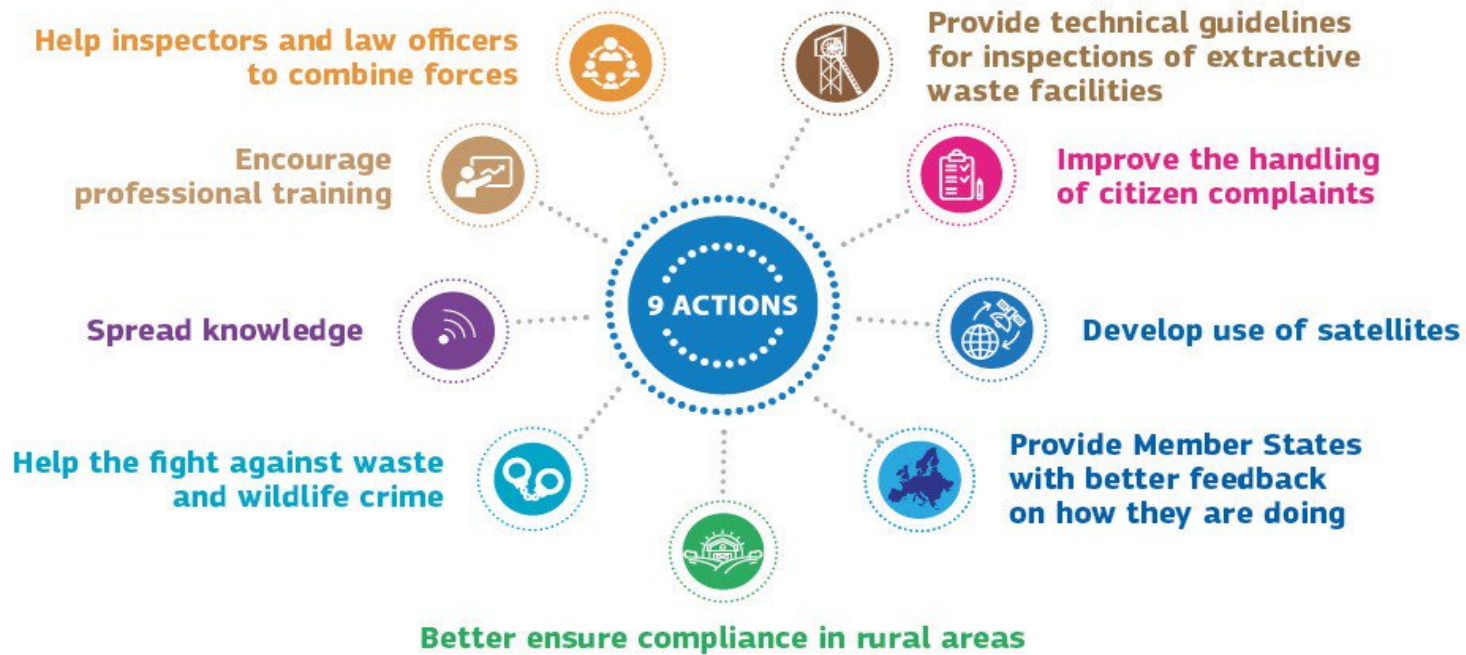 Help inspectors and law officers
to combine forces
Provide technical guidelines
for inspections of extractive
waste facilities
Encourage
professional training
Improve the handling
of citizen complaints
9 ACTIONS
Spread knowledge
Develop use of satellites
Help the fight against waste
and wildlife crime
Provide Member States
with better feedback
on how they are doing
Better ensure compliance in rural areas